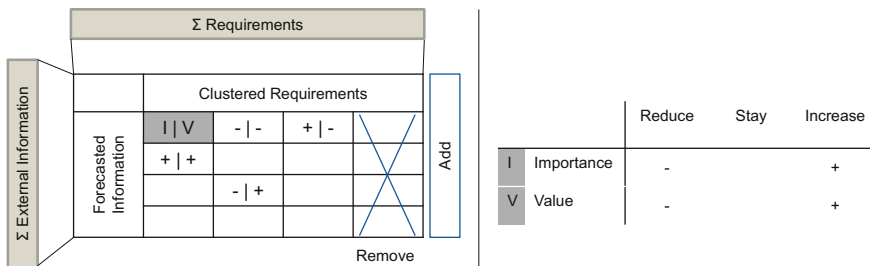 Σ Requirements
Σ External Information
Clustered Requirements
Forecasted
Information
I | V
- | -
+ | -
+ | +
- | +
Add
Remove
Reduce Stay Increase
I Importance - +
V Value - +